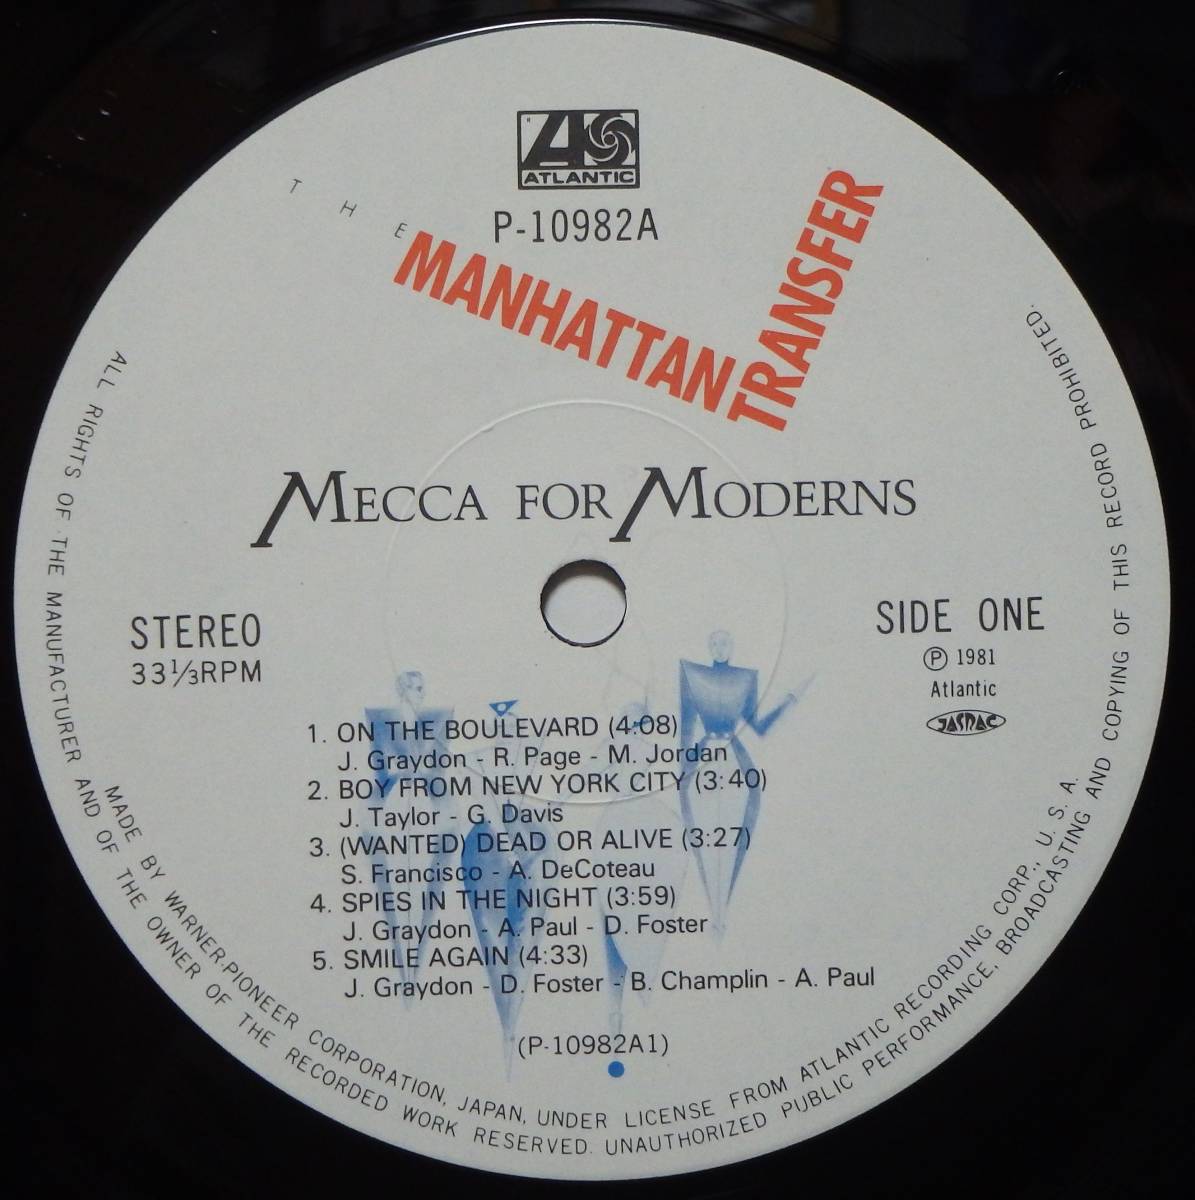 ATLANTIC
P-10982A
THE
MANHATTAN
TRANSFER
MECCA FOR MODERNS
STEREO
33⅓RPM
SIDE ONE
Ⓟ 1981
Atlantic
JASRAC
1. ON THE BOULEVARD (4:08)
J. Graydon - R. Page - M. Jordan
2. BOY FROM NEW YORK CITY (3:40)
J. Taylor - G. Davis
3. (WANTED) DEAD OR ALIVE (3:27)
S. Francisco - A. DeCoteau
4. SPIES IN THE NIGHT (3:59)
J. Graydon - A. Paul - D. Foster
5. SMILE AGAIN (4:33)
J. Graydon - D. Foster - B. Champlin - A. Paul
(P-10982A1)
MADE BY WARNER-PIONEER CORPORATION, JAPAN, UNDER LICENSE FROM ATLANTIC RECORDING CORP., U. S. A.
ALL RIGHTS OF THE MANUFACTURER AND OF THE OWNER OF THE RECORDED WORK RESERVED. UNAUTHORIZED PUBLIC PERFORMANCE, BROADCASTING AND COPYING OF THIS RECORD PROHIBITED.